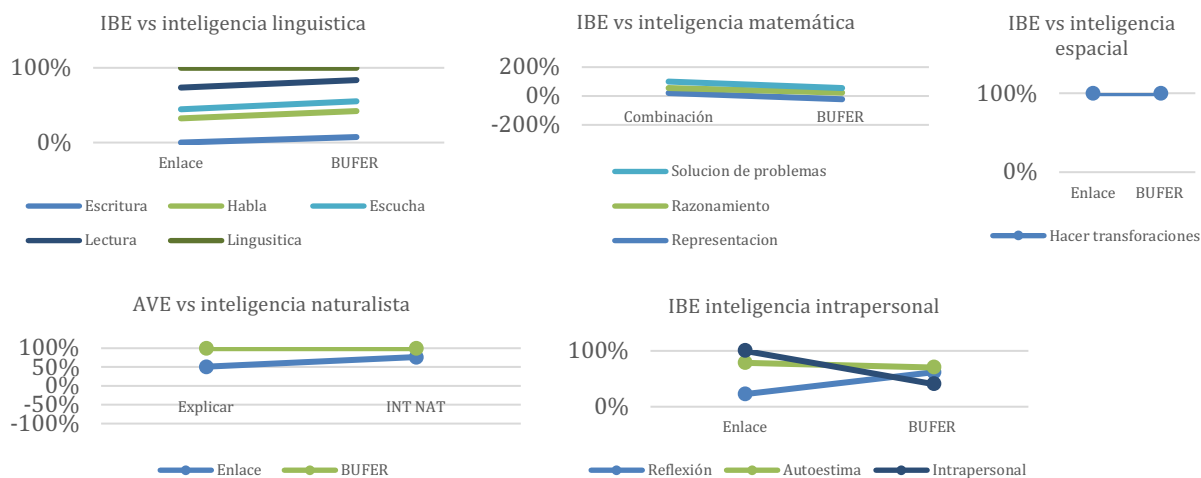 IBE vs inteligencia linguistica
100%
0%
Enlace BUFER
Escritura Habla Escucha
Lectura Lingusitica
IBE vs inteligencia matemática
200%
0%
-200%
Combinación BUFER
Solucion de problemas
Razonamiento
Representacion
IBE vs inteligencia
espacial
100%
0%
Enlace BUFER
Hacer transforaciones
AVE vs inteligencia naturalista
100%
50%
0%
-50%
-100%
Explicar INT NAT
Enlace BUFER
IBE inteligencia intrapersonal
100%
0%
Enlace BUFER
Reflexión Autoestima Intrapersonal